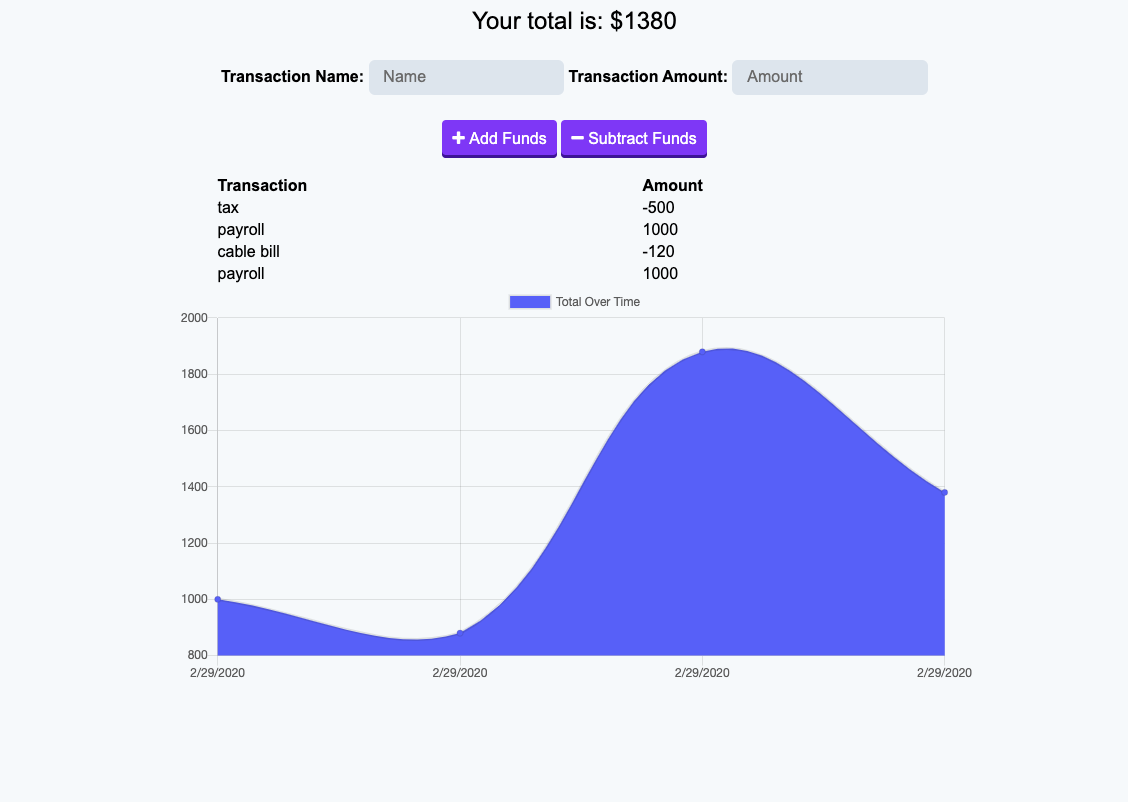 Your total is: $1380
Transaction Name: Name Transaction Amount: Amount
Add Funds Subtract Funds
Transaction Amount
tax -500
payroll 1000
cable bill -120
payroll 1000
Total Over Time
2000
1800
1600
1400
1200
1000
800
2/29/2020 2/29/2020 2/29/2020 2/29/2020